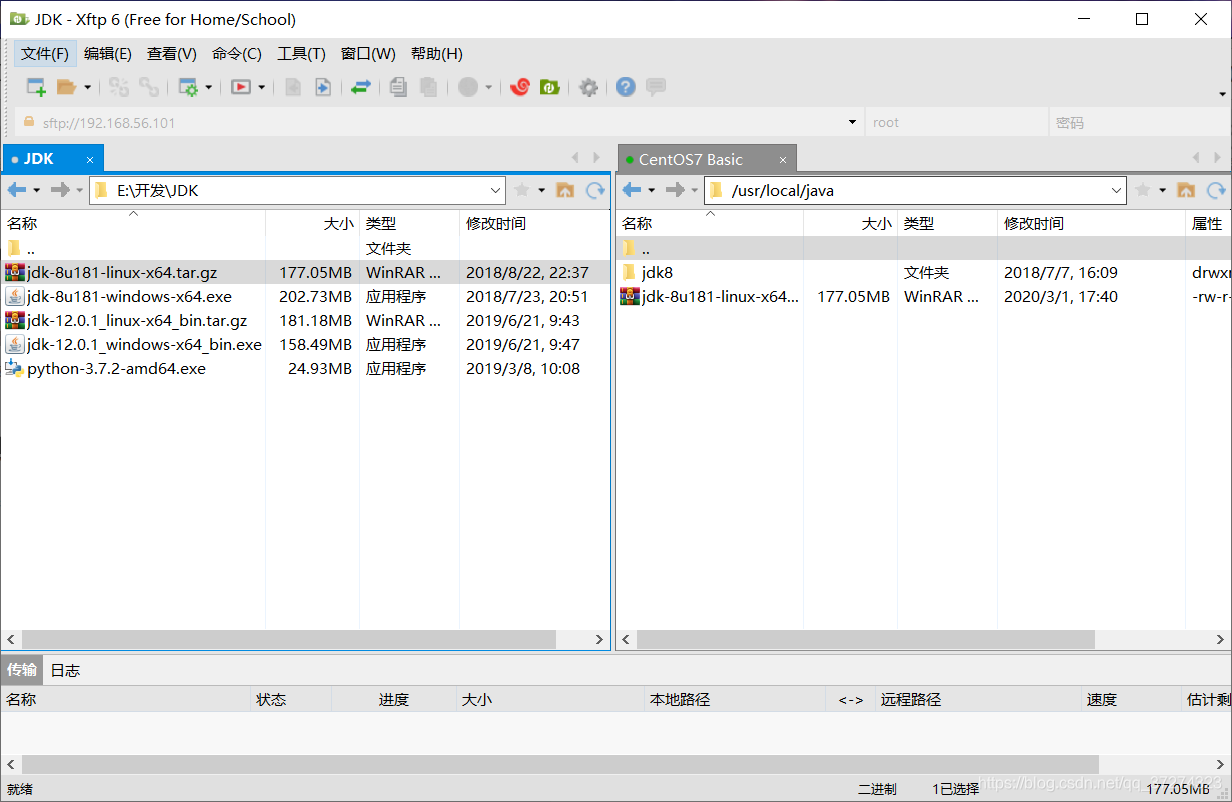 JDK - Xftp 6 (Free for Home/School)
文件(F) 编辑(E) 查看(V) 命令(C) 工具(T) 窗口(W) 帮助(H)
sftp://192.168.56.101 root 密码
JDK × CentOS7 Basic ×
E:\开发\JDK /usr/local/java
名称 大小 类型 修改时间
.. 文件夹
jdk-8u181-linux-x64.tar.gz 177.05MB WinRAR ... 2018/8/22, 22:37
jdk-8u181-windows-x64.exe 202.73MB 应用程序 2018/7/23, 20:51
jdk-12.0.1_linux-x64_bin.tar.gz 181.18MB WinRAR ... 2019/6/21, 9:43
jdk-12.0.1_windows-x64_bin.exe 158.49MB 应用程序 2019/6/21, 9:47
python-3.7.2-amd64.exe 24.93MB 应用程序 2019/3/8, 10:08
名称 大小 类型 修改时间 属性
..
jdk8 文件夹 2018/7/7, 16:09 drwx
jdk-8u181-linux-x64... 177.05MB WinRAR ... 2020/3/1, 17:40 -rw-r-
传输 日志
名称 状态 进度 大小 本地路径 <-> 远程路径 速度 估计剩
就绪 二进制 1已选择 177.05MB
https://blog.csdn.net/qq_37274323